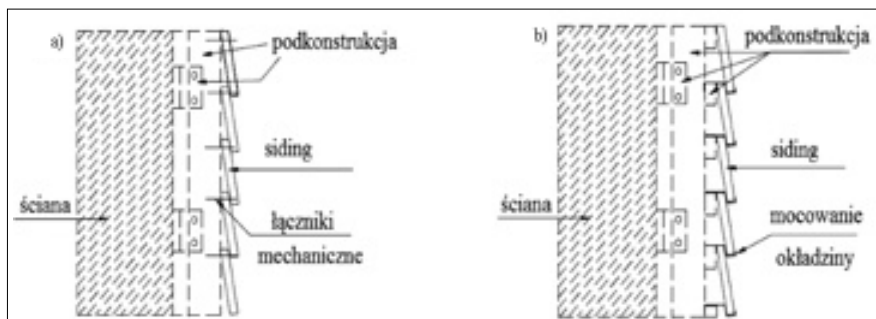 a)
podkonstrukcja
siding
ściana
łączniki
mechaniczne
b)
podkonstrukcja
siding
ściana
mocowanie
okładziny